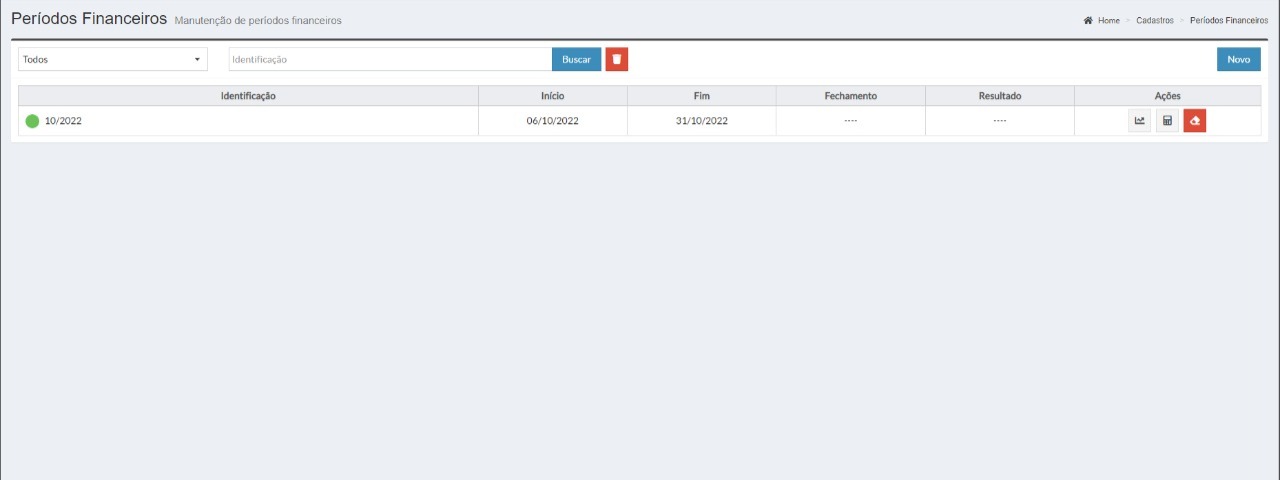 Períodos Financeiros Manutenção de períodos financeiros Home > Cadastros > Períodos Financeiros
Todos Identificação Buscar Novo
Identificação Início Fim Fechamento Resultado Ações
10/2022 06/10/2022 31/10/2022 ---- ----